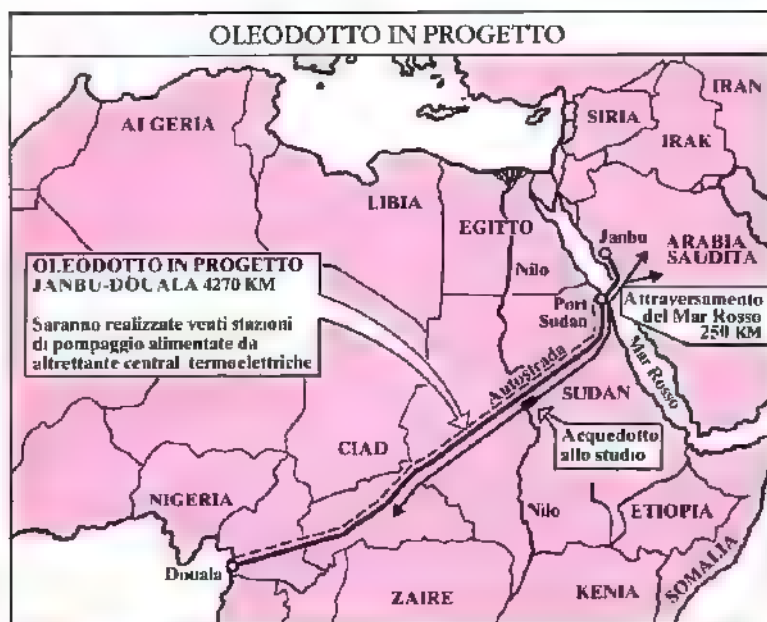 OLEODOTTO IN PROGETTO
IRAN
SIRIA
ALGERIA
IRAK
LIBIA
EGITTO
Janbu
ARABIA
SAUDITA
Nilo
OLEODOTTO IN PROGETTO
JANBU-DOUALA 4270 KM
Saranno realizzate venti stazioni
di pompaggio alimentate da
altrettante central termoelettriche
Port
Sudan
Attraversamento
del Mar Rosso
250 KM
Mar Rosso
Autostrada
SUDAN
CIAD
Acquedotto
allo studio
NIGERIA
Nilo
ETIOPIA
SOMALIA
Douala
ZAIRE
KENIA